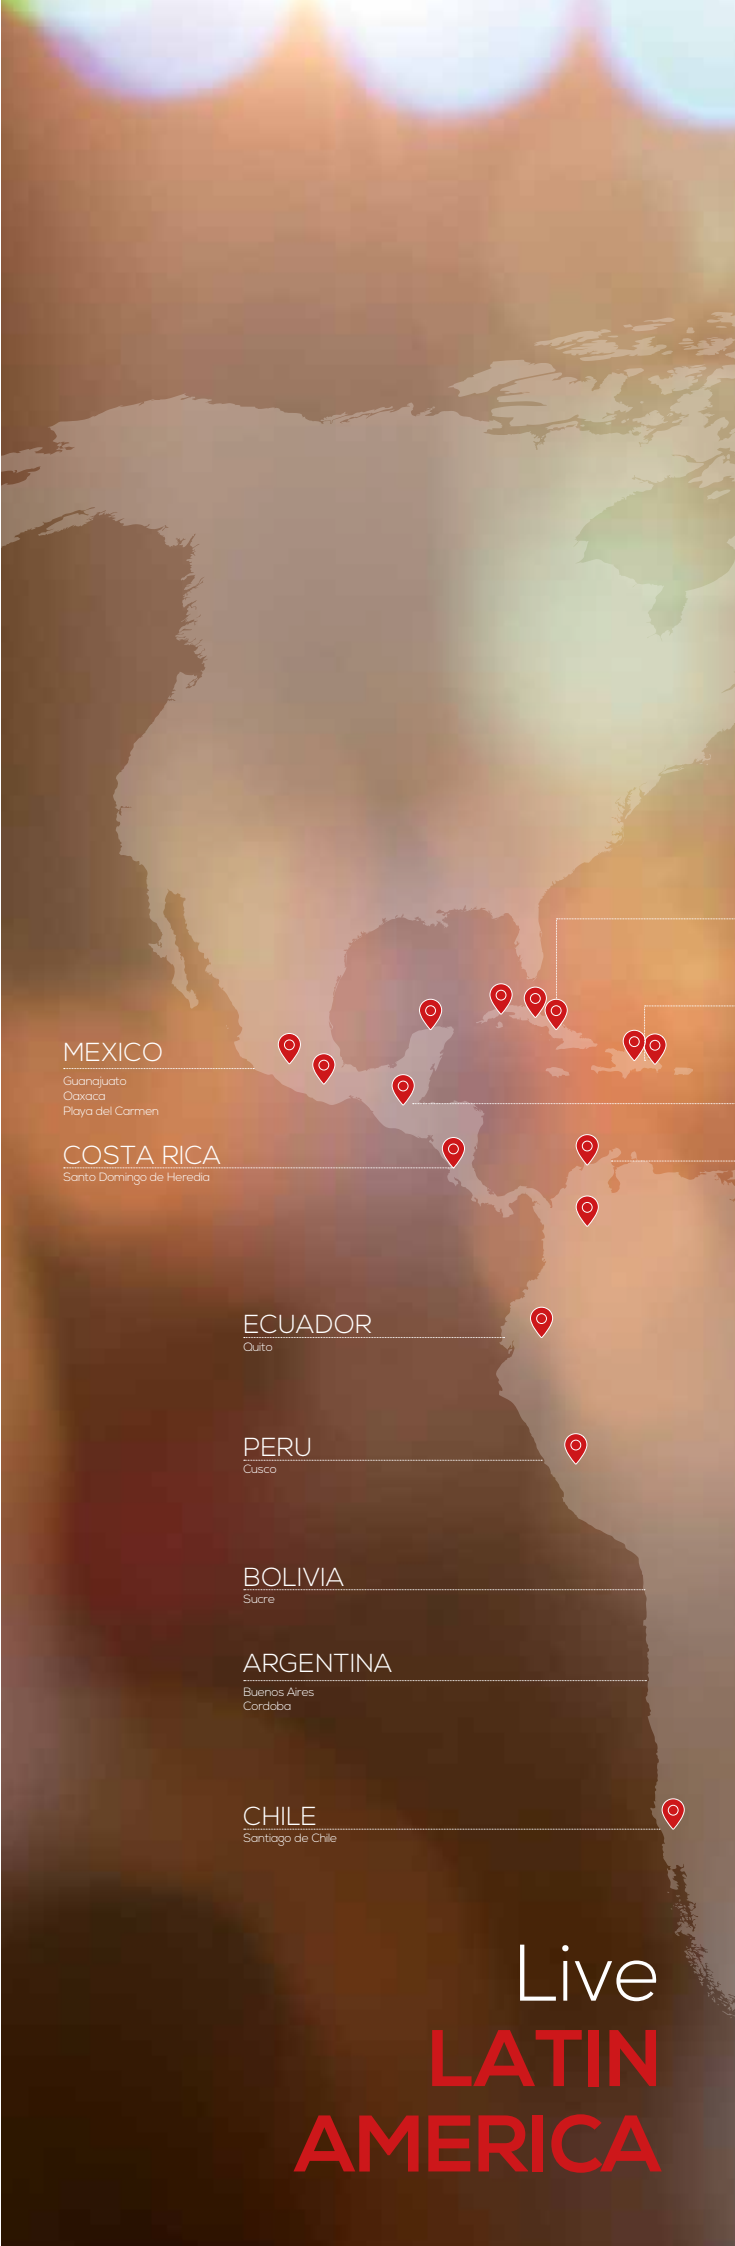 MEXICO
Guanajuato
Oaxaca
Playa del Carmen
COSTA RICA
Santo Domingo de Heredia
ECUADOR
Quito
PERU
Cusco
BOLIVIA
Sucre
ARGENTINA
Buenos Aires
Cordoba
CHILE
Santiago de Chile
Live
LATIN
AMERICA